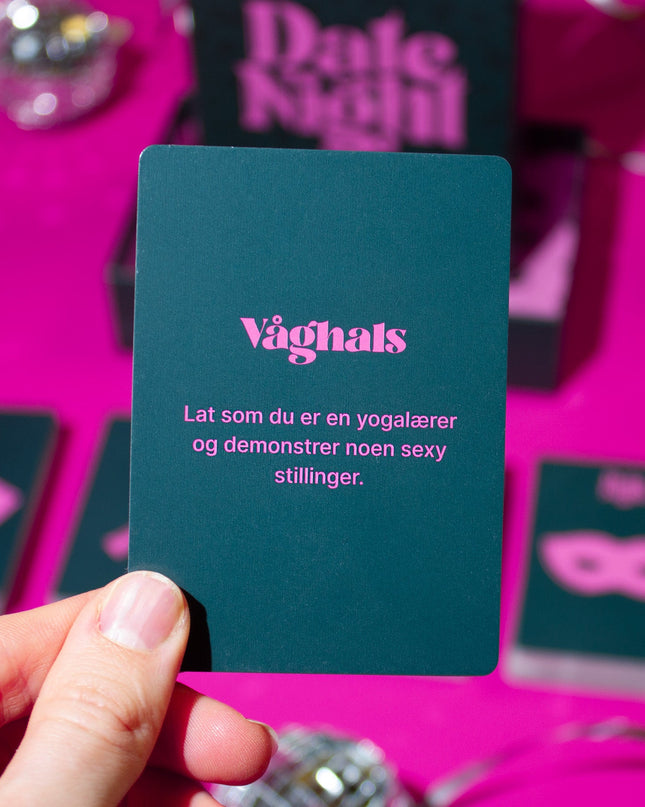 Date
Night
Våghals
Lat som du er en yogalærer
og demonstrer noen sexy
stillinger.